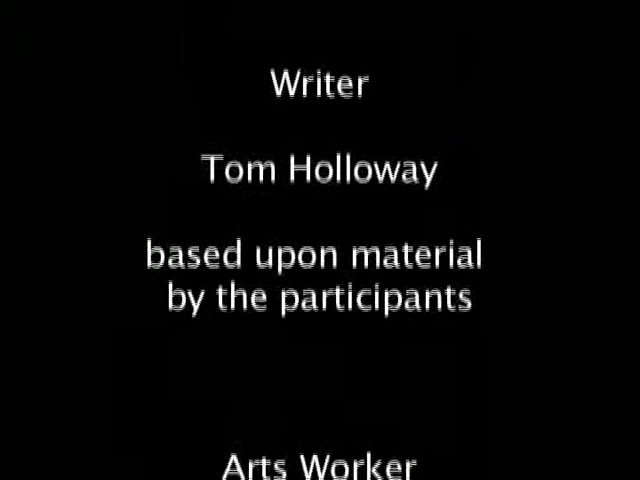 Writer
Tom Holloway
based upon material
by the participants
Arts Worker